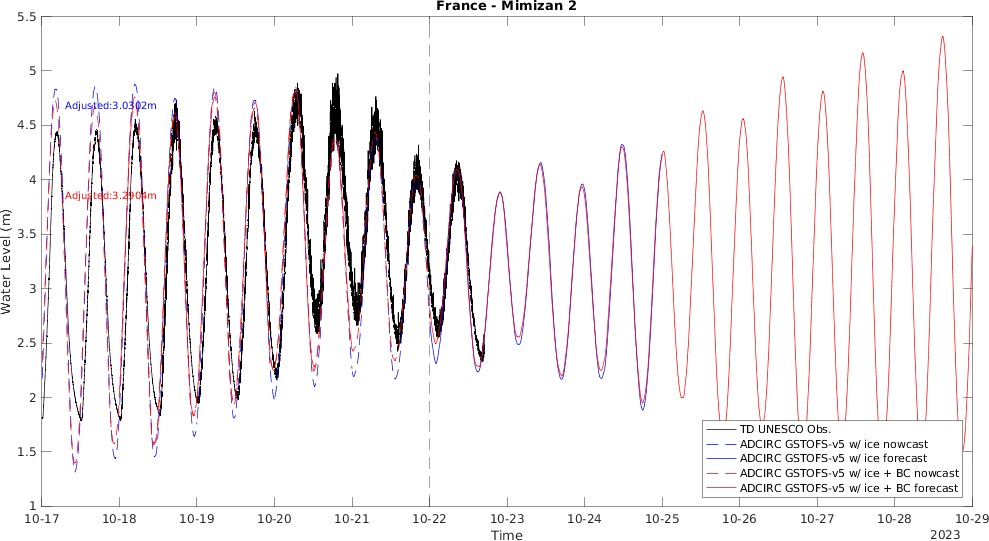 France - Mimizan 2
5.5
5
4.5
4
3.5
3
2.5
2
1.5
1
Water Level (m)
Adjusted:3.0302m
Adjusted:3.2904m
TD UNESCO Obs.
ADCIRC GSTOFS-v5 w/ ice nowcast
ADCIRC GSTOFS-v5 w/ ice forecast
ADCIRC GSTOFS-v5 w/ ice + BC nowcast
ADCIRC GSTOFS-v5 w/ ice + BC forecast
10-17 10-18 10-19 10-20 10-21 10-22 10-23 10-24 10-25 10-26 10-27 10-28 10-29
Time
2023